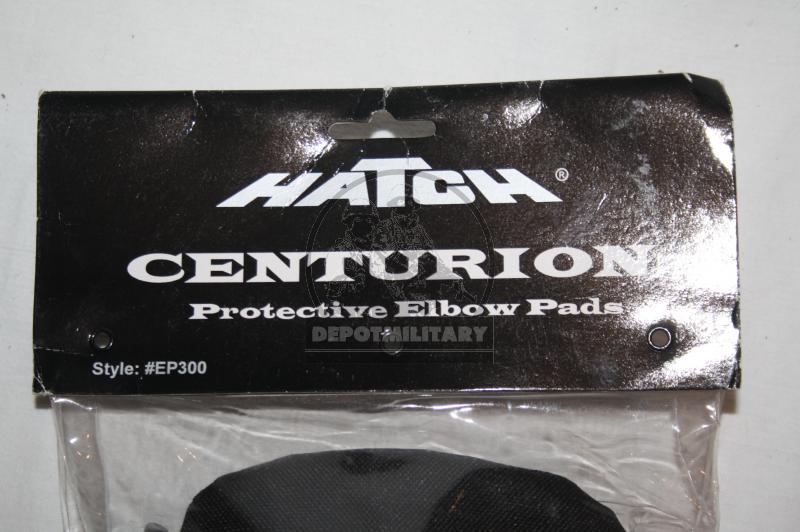 HATCH®
CENTURION
Protective Elbow Pads
DEPOTMILITARY
Style: #EP300